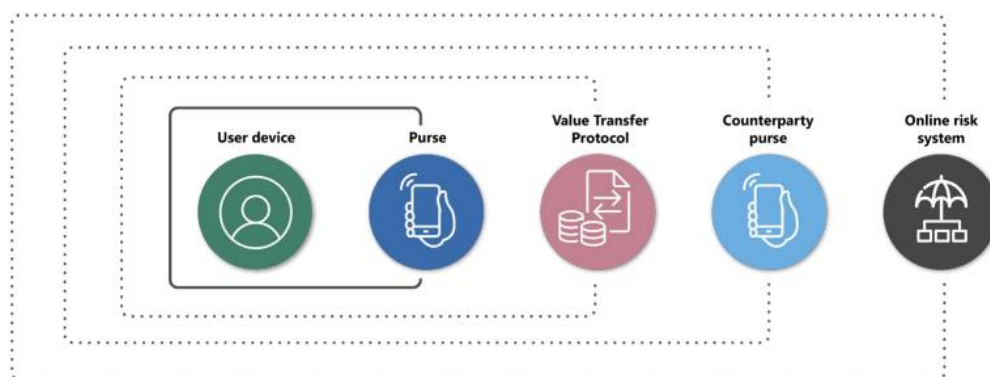 User device
Purse
Value Transfer
Protocol
Counterparty
purse
Online risk
system